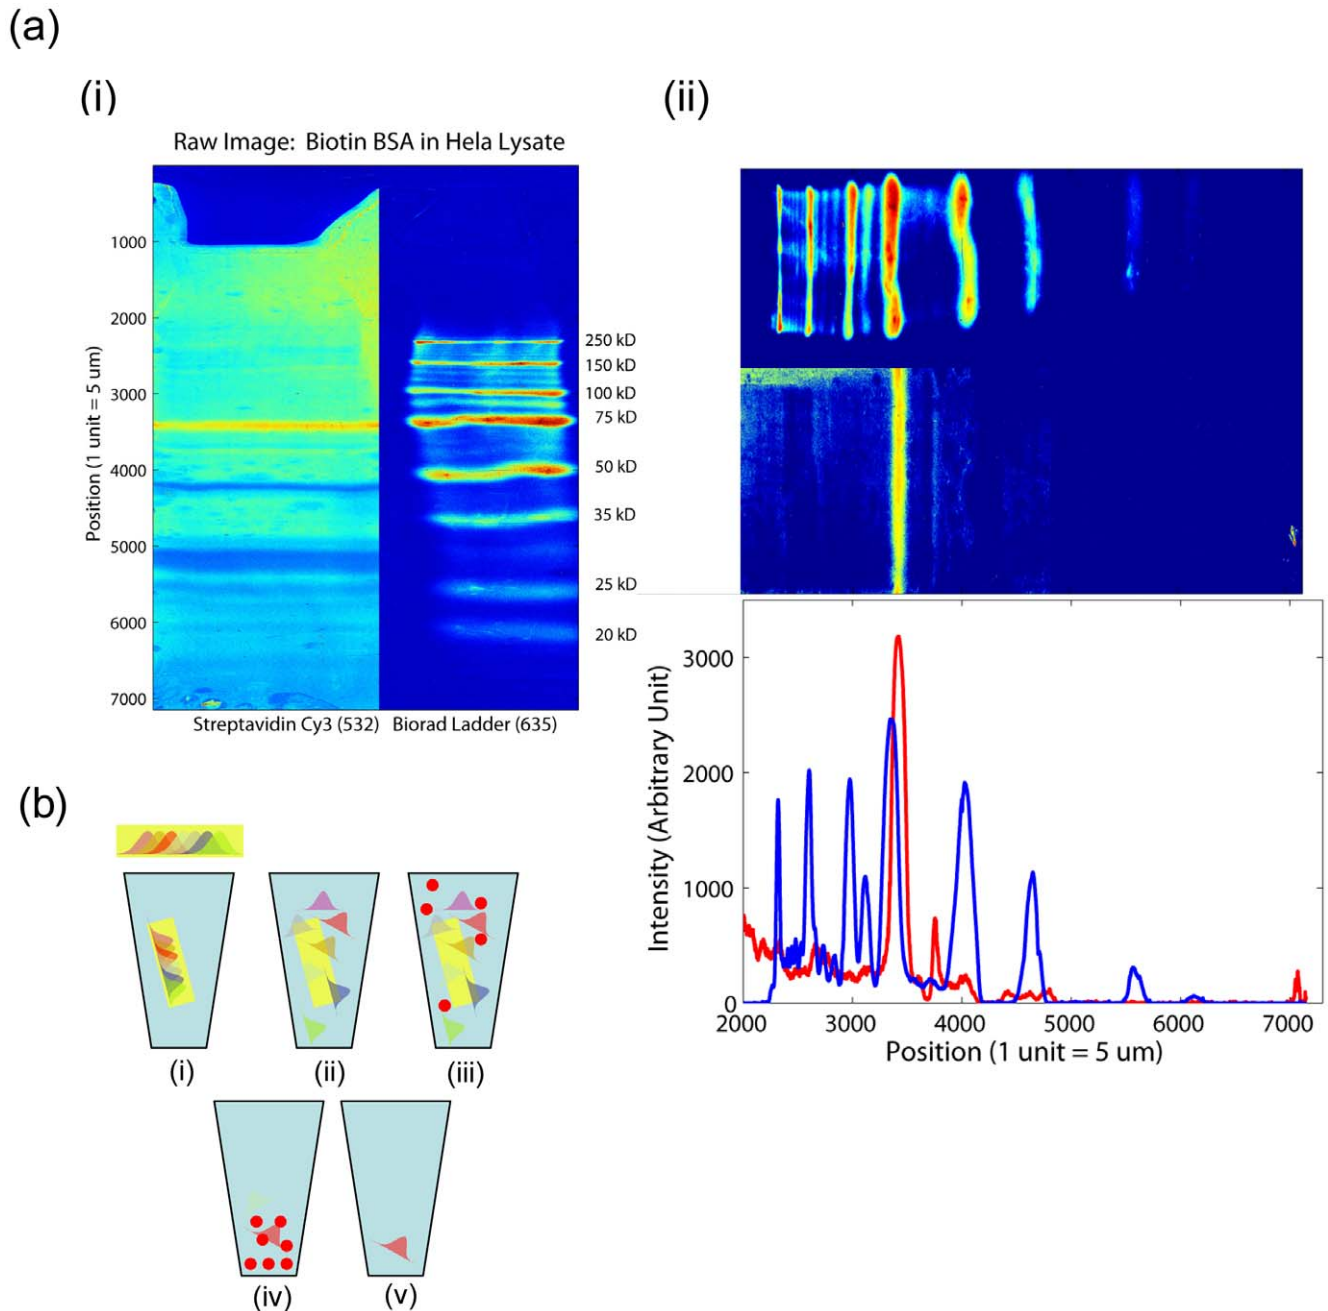 (a)
(i)
Raw Image: Biotin BSA in Hela Lysate
Position (1 unit = 5 um)
1000
2000
3000
4000
5000
6000
7000
250 kD
150 kD
100 kD
75 kD
50 kD
35 kD
25 kD
20 kD
Streptavidin Cy3 (532)
Biorad Ladder (635)
(ii)
Intensity (Arbitrary Unit)
3000
2000
1000
0
2000
3000
4000
5000
6000
7000
Position (1 unit = 5 um)
(b)
(i)
(ii)
(iii)
(iv)
(v)